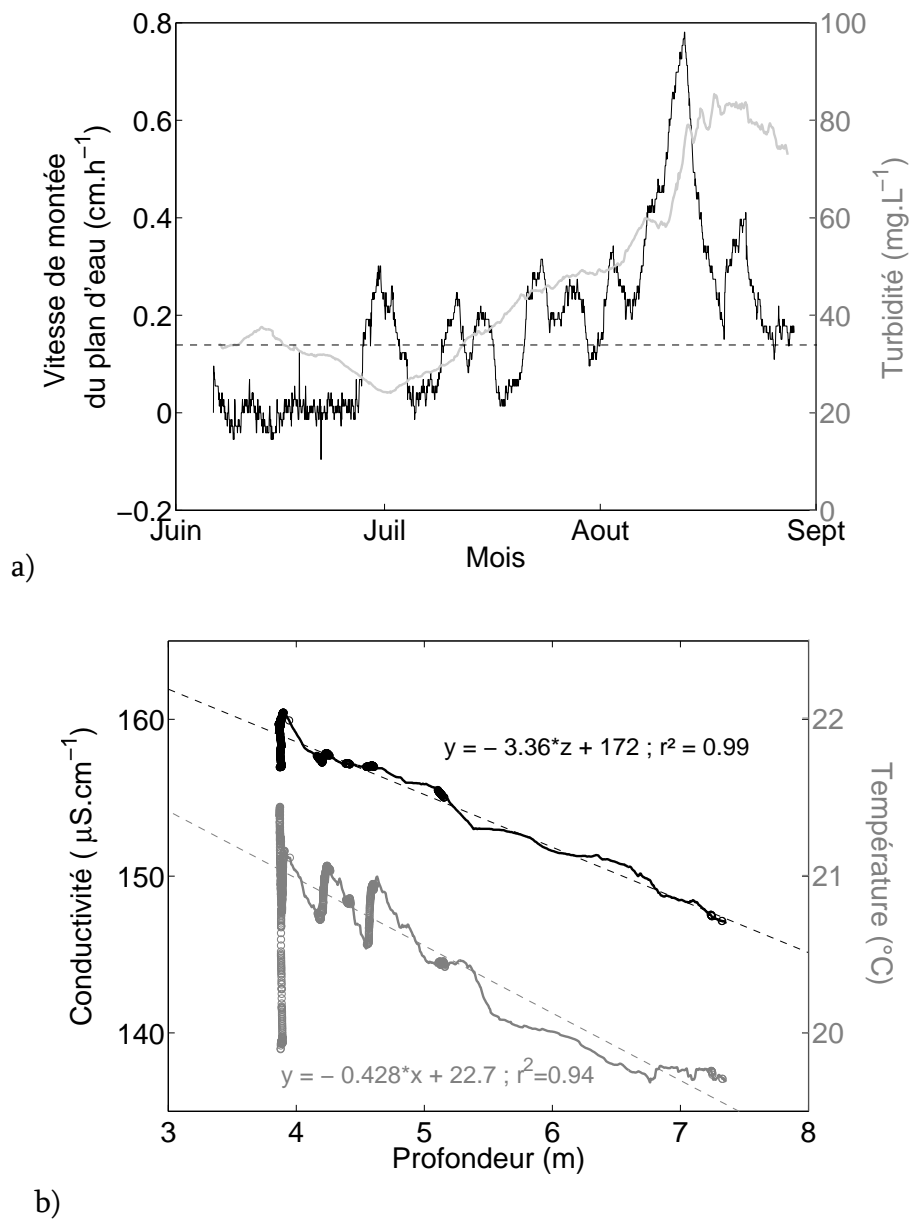 0.8
0.6
0.4
0.2
0
−0.2
Vitesse de montée
du plan d'eau (cm.h⁻¹)
100
80
60
40
20
0
Turbidité (mg.L⁻¹)
Juin
Juil
Aout
Sept
Mois
a)
160
150
140
Conductivité ( µS.cm⁻¹)
y = − 3.36*z + 172 ; r² = 0.99
y = − 0.428*x + 22.7 ; r²=0.94
22
21
20
Température (°C)
3
4
5
6
7
8
Profondeur (m)
b)